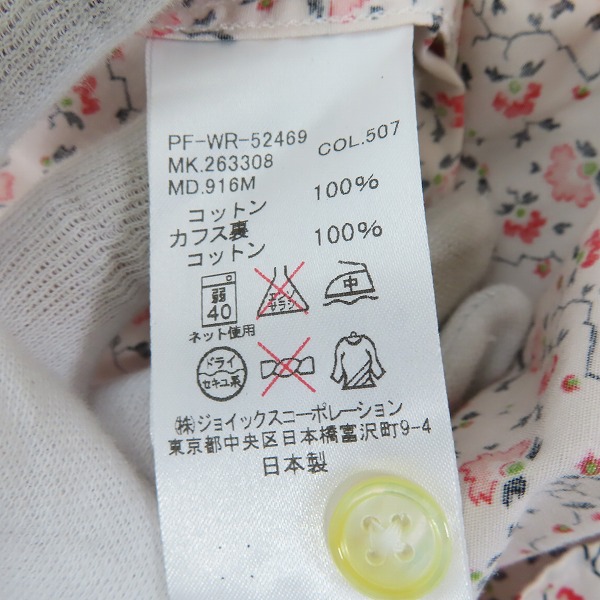 PF-WR-52469 COL.507
MK.263308
MD.916M
コットン 100%
カフス裏
コットン 100%
弱 40 エンソサラシ 中
ネット使用
ドライ セキユ系
㈱ジョイックスコーポレーション
東京都中央区日本橋富沢町9-4
日本製